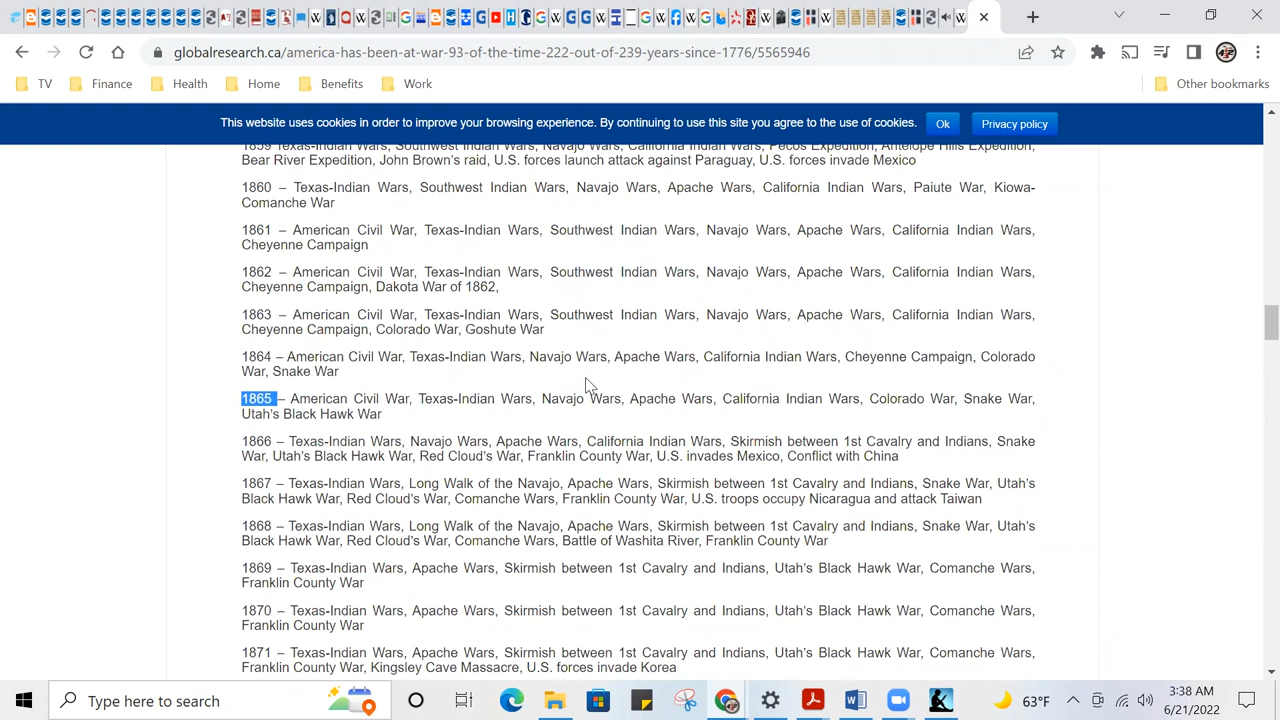 globalresearch.ca/america-has-been-at-war-93-of-the-time-222-out-of-239-years-since-1776/5565946
TV Finance Health Home Benefits Work Other bookmarks
This website uses cookies in order to improve your browsing experience. By continuing to use this site you agree to the use of cookies. Ok Privacy policy
1859 Texas-Indian Wars, Southwest Indian Wars, Navajo Wars, California Indian Wars, Pecos Expedition, Antelope Hills Expedition,
Bear River Expedition, John Brown's raid, U.S. forces launch attack against Paraguay, U.S. forces invade Mexico
1860 – Texas-Indian Wars, Southwest Indian Wars, Navajo Wars, Apache Wars, California Indian Wars, Paiute War, Kiowa-
Comanche War
1861 – American Civil War, Texas-Indian Wars, Southwest Indian Wars, Navajo Wars, Apache Wars, California Indian Wars,
Cheyenne Campaign
1862 – American Civil War, Texas-Indian Wars, Southwest Indian Wars, Navajo Wars, Apache Wars, California Indian Wars,
Cheyenne Campaign, Dakota War of 1862,
1863 – American Civil War, Texas-Indian Wars, Southwest Indian Wars, Navajo Wars, Apache Wars, California Indian Wars,
Cheyenne Campaign, Colorado War, Goshute War
1864 – American Civil War, Texas-Indian Wars, Navajo Wars, Apache Wars, California Indian Wars, Cheyenne Campaign, Colorado
War, Snake War
1865 – American Civil War, Texas-Indian Wars, Navajo Wars, Apache Wars, California Indian Wars, Colorado War, Snake War,
Utah's Black Hawk War
1866 – Texas-Indian Wars, Navajo Wars, Apache Wars, California Indian Wars, Skirmish between 1st Cavalry and Indians, Snake
War, Utah's Black Hawk War, Red Cloud's War, Franklin County War, U.S. invades Mexico, Conflict with China
1867 – Texas-Indian Wars, Long Walk of the Navajo, Apache Wars, Skirmish between 1st Cavalry and Indians, Snake War, Utah's
Black Hawk War, Red Cloud's War, Comanche Wars, Franklin County War, U.S. troops occupy Nicaragua and attack Taiwan
1868 – Texas-Indian Wars, Long Walk of the Navajo, Apache Wars, Skirmish between 1st Cavalry and Indians, Snake War, Utah's
Black Hawk War, Red Cloud's War, Comanche Wars, Battle of Washita River, Franklin County War
1869 – Texas-Indian Wars, Apache Wars, Skirmish between 1st Cavalry and Indians, Utah's Black Hawk War, Comanche Wars,
Franklin County War
1870 – Texas-Indian Wars, Apache Wars, Skirmish between 1st Cavalry and Indians, Utah's Black Hawk War, Comanche Wars,
Franklin County War
1871 – Texas-Indian Wars, Apache Wars, Skirmish between 1st Cavalry and Indians, Utah's Black Hawk War, Comanche Wars,
Franklin County War, Kingsley Cave Massacre, U.S. forces invade Korea
Type here to search
63°F
3:38 AM
6/21/2022